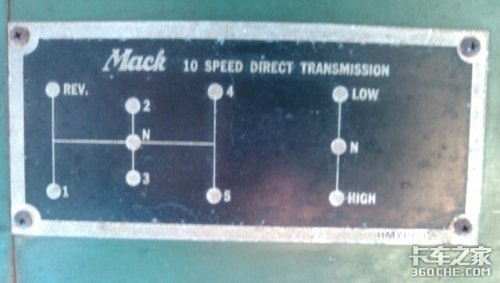 Mack 10 SPEED DIRECT TRANSMISSION
REV. 2 4 LOW
N N
1 3 5 HIGH
卡车之家
360CHE.COM